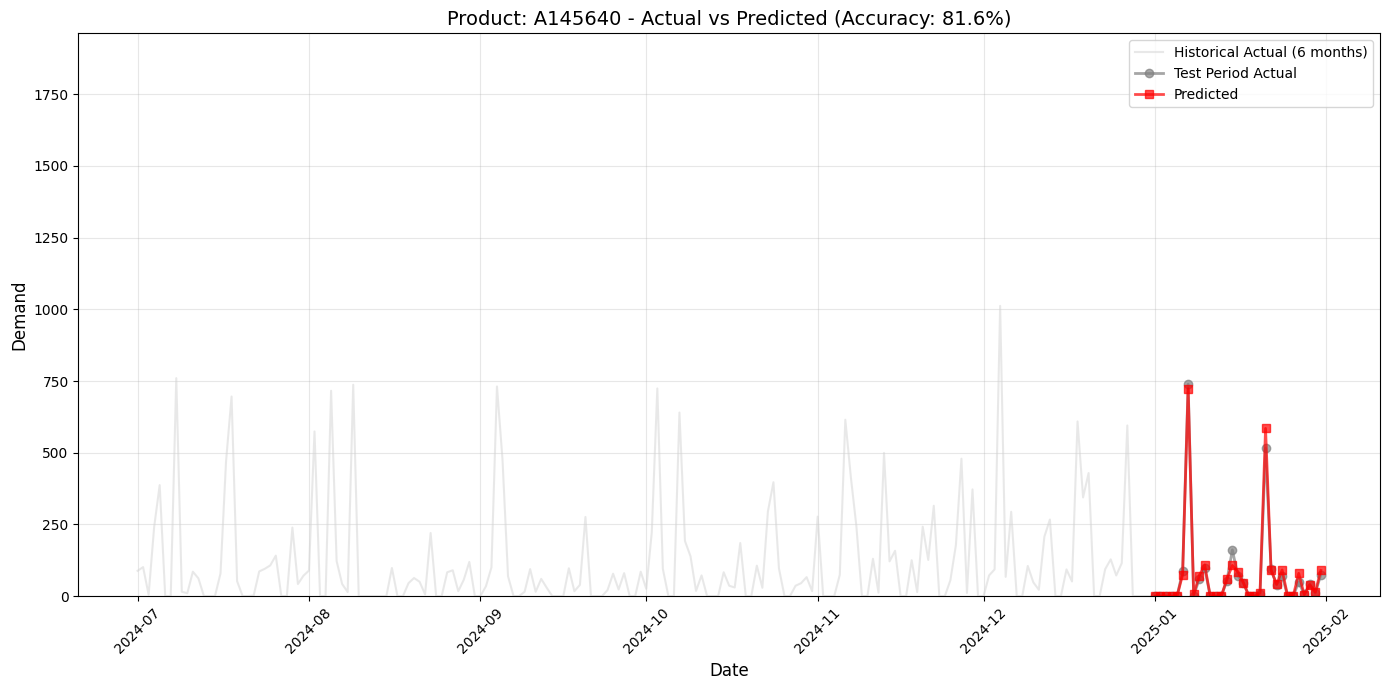 Product: A145640 - Actual vs Predicted (Accuracy: 81.6%)
Historical Actual (6 months)
Test Period Actual
Predicted
1750
1500
1250
1000
750
500
250
0
Demand
2024-07
2024-08
2024-09
2024-10
2024-11
2024-12
2025-01
2025-02
Date